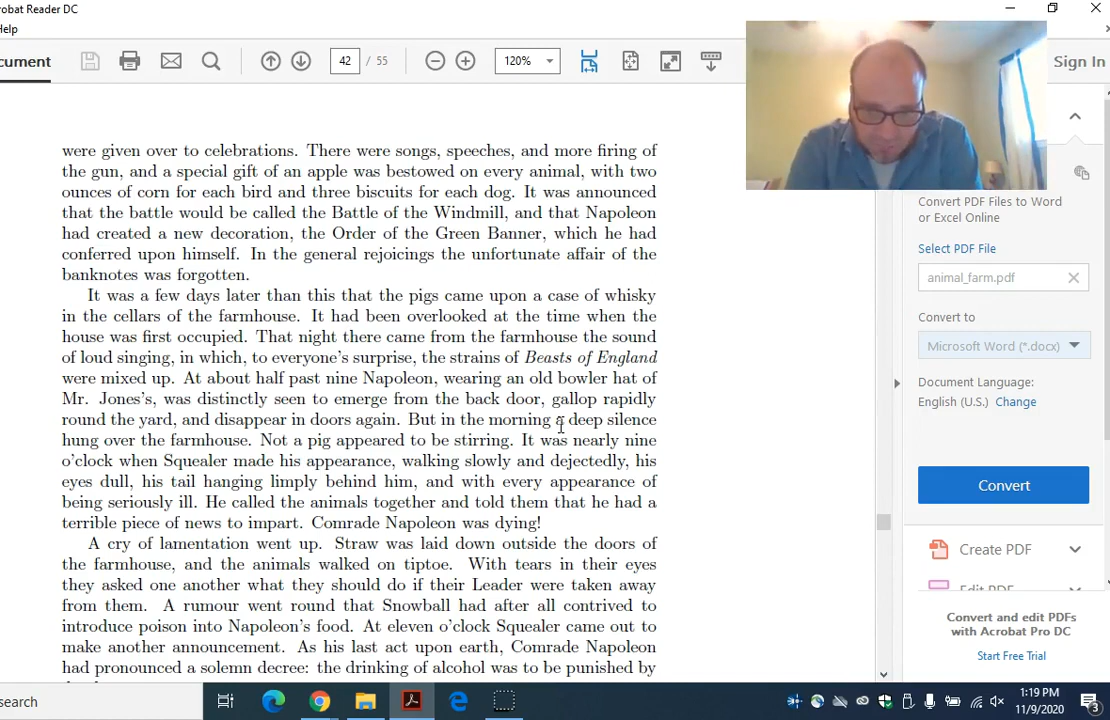 crobat Reader DC
Help
cument
42 / 55
120%
Sign In
were given over to celebrations. There were songs, speeches, and more firing of
the gun, and a special gift of an apple was bestowed on every animal, with two
ounces of corn for each bird and three biscuits for each dog. It was announced
that the battle would be called the Battle of the Windmill, and that Napoleon
had created a new decoration, the Order of the Green Banner, which he had
conferred upon himself. In the general rejoicings the unfortunate affair of the
banknotes was forgotten.
It was a few days later than this that the pigs came upon a case of whisky
in the cellars of the farmhouse. It had been overlooked at the time when the
house was first occupied. That night there came from the farmhouse the sound
of loud singing, in which, to everyone's surprise, the strains of Beasts of England
were mixed up. At about half past nine Napoleon, wearing an old bowler hat of
Mr. Jones's, was distinctly seen to emerge from the back door, gallop rapidly
round the yard, and disappear in doors again. But in the morning a deep silence
hung over the farmhouse. Not a pig appeared to be stirring. It was nearly nine
o'clock when Squealer made his appearance, walking slowly and dejectedly, his
eyes dull, his tail hanging limply behind him, and with every appearance of
being seriously ill. He called the animals together and told them that he had a
terrible piece of news to impart. Comrade Napoleon was dying!
A cry of lamentation went up. Straw was laid down outside the doors of
the farmhouse, and the animals walked on tiptoe. With tears in their eyes
they asked one another what they should do if their Leader were taken away
from them. A rumour went round that Snowball had after all contrived to
introduce poison into Napoleon's food. At eleven o'clock Squealer came out to
make another announcement. As his last act upon earth, Comrade Napoleon
had pronounced a solemn decree: the drinking of alcohol was to be punished by
Convert PDF Files to Word
or Excel Online
Select PDF File
animal_farm.pdf
Convert to
Microsoft Word (*.docx)
Document Language:
English (U.S.) Change
Convert
Create PDF
Edit PDF
Convert and edit PDFs
with Acrobat Pro DC
Start Free Trial
search
1:19 PM
11/9/2020
3